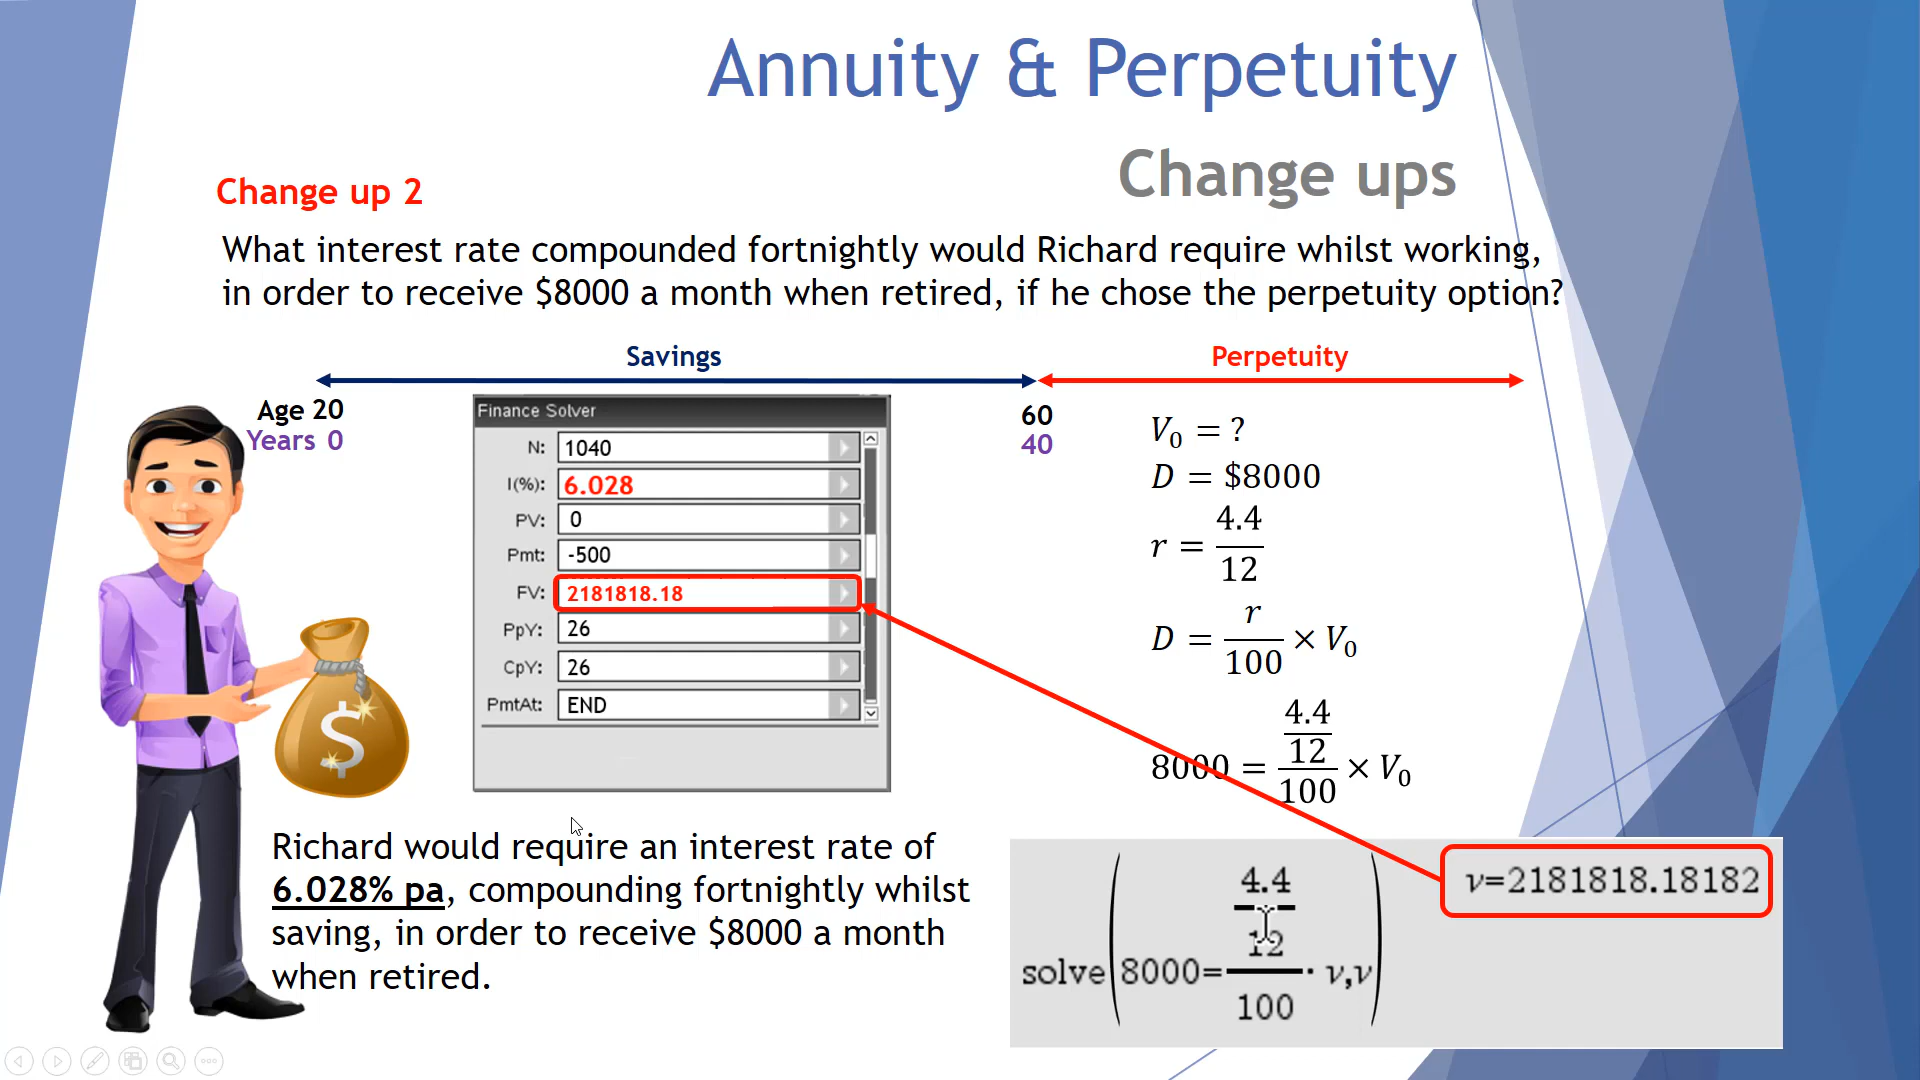 Annuity & Perpetuity
Change ups
Change up 2
What interest rate compounded fortnightly would Richard require whilst working,
in order to receive $8000 a month when retired, if he chose the perpetuity option?
Savings
Perpetuity
Age 20
Years 0
60
40
Finance Solver
N: 1040
I(%): 6.028
PV: 0
Pmt: -500
FV: 2181818.18
PpY: 26
CpY: 26
PmtAt: END
V₀ = ?
D = $8000
r = 4.4/12
D = r/100 × V₀
8000 = 4.4/12/100 × V₀
Richard would require an interest rate of
6.028% pa, compounding fortnightly whilst
saving, in order to receive $8000 a month
when retired.
solve(8000=4.4/12/100·v,v)
v=2181818.18182
$